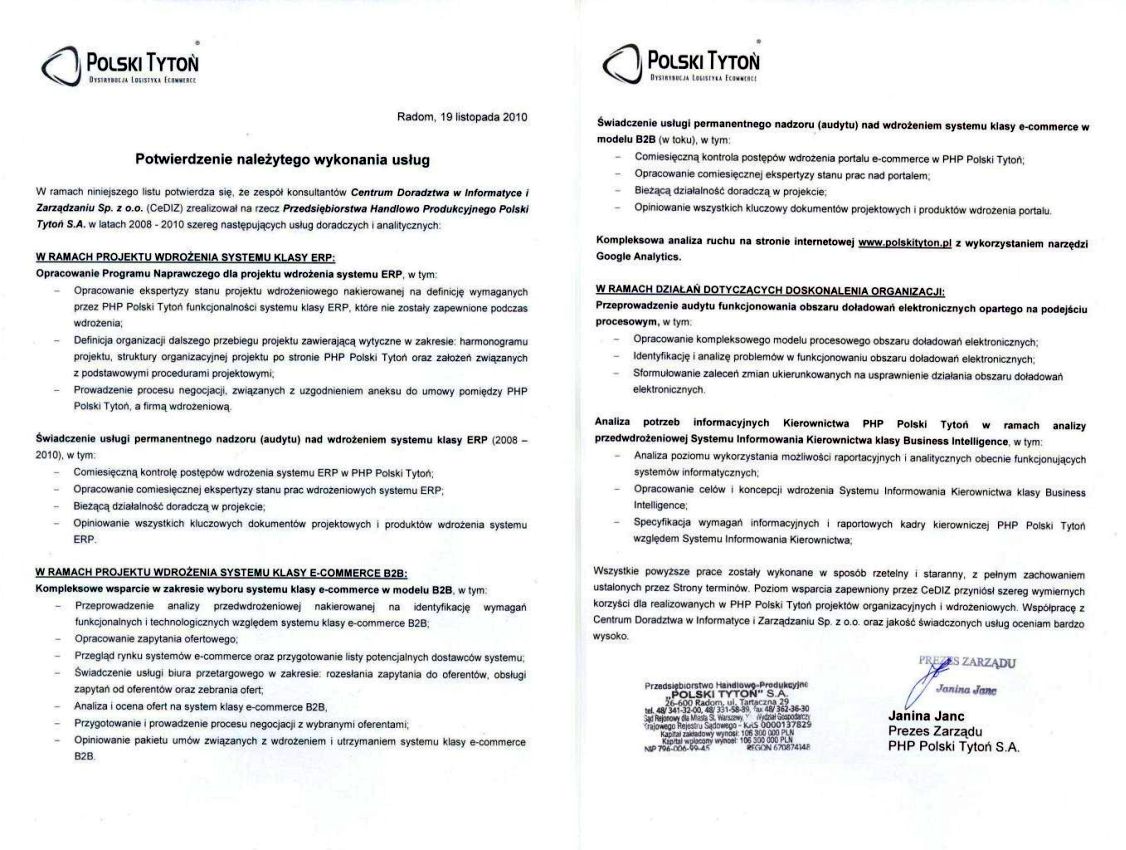 POLSKI TYTOŃ
DYSTRYBUCJA LOGISTYKA ECOMMERCE
Radom, 19 listopada 2010
Potwierdzenie należytego wykonania usług
W ramach niniejszego listu potwierdza się, że zespół konsultantów Centrum Doradztwa w Informatyce i
Zarządzaniu Sp. z o.o. (CeDIZ) zrealizował na rzecz Przedsiębiorstwa Handlowo Produkcyjnego Polski
Tytoń S.A. w latach 2008 - 2010 szereg następujących usług doradczych i analitycznych:
W RAMACH PROJEKTU WDROŻENIA SYSTEMU KLASY ERP:
Opracowanie Programu Naprawczego dla projektu wdrożenia systemu ERP, w tym:
– Opracowanie ekspertyzy stanu projektu wdrożeniowego nakierowanej na definicję wymaganych
przez PHP Polski Tytoń funkcjonalności systemu klasy ERP, które nie zostały zapewnione podczas
wdrożenia;
– Definicja organizacji dalszego przebiegu projektu zawierającą wytyczne w zakresie: harmonogramu
projektu, struktury organizacyjnej projektu po stronie PHP Polski Tytoń oraz założeń związanych
z podstawowymi procedurami projektowymi;
– Prowadzenie procesu negocjacji, związanych z uzgodnieniem aneksu do umowy pomiędzy PHP
Polski Tytoń, a firmą wdrożeniową.
Świadczenie usługi permanentnego nadzoru (audytu) nad wdrożeniem systemu klasy ERP (2008 –
2010), w tym:
– Comiesięczną kontrolę postępów wdrożenia systemu ERP w PHP Polski Tytoń;
– Opracowanie comiesięcznej ekspertyzy stanu prac wdrożeniowych systemu ERP;
– Bieżącą działalność doradczą w projekcie;
– Opiniowanie wszystkich kluczowych dokumentów projektowych i produktów wdrożenia systemu
ERP.
W RAMACH PROJEKTU WDROŻENIA SYSTEMU KLASY E-COMMERCE B2B:
Kompleksowe wsparcie w zakresie wyboru systemu klasy e-commerce w modelu B2B, w tym:
– Przeprowadzenie analizy przedwdrożeniowej nakierowanej na identyfikację wymagań
funkcjonalnych i technologicznych względem systemu klasy e-commerce B2B;
– Opracowanie zapytania ofertowego;
– Przegląd rynku systemów e-commerce oraz przygotowanie listy potencjalnych dostawców systemu;
– Świadczenie usługi biura przetargowego w zakresie: rozesłania zapytania do oferentów, obsługi
zapytań od oferentów oraz zebrania ofert;
– Analiza i ocena ofert na system klasy e-commerce B2B,
– Przygotowanie i prowadzenie procesu negocjacji z wybranymi oferentami;
– Opiniowanie pakietu umów związanych z wdrożeniem i utrzymaniem systemu klasy e-commerce
B2B.
POLSKI TYTOŃ
DYSTRYBUCJA LOGISTYKA ECOMMERCE
Świadczenie usługi permanentnego nadzoru (audytu) nad wdrożeniem systemu klasy e-commerce w
modelu B2B (w toku), w tym:
– Comiesięczną kontrola postępów wdrożenia portalu e-commerce w PHP Polski Tytoń;
– Opracowanie comiesięcznej ekspertyzy stanu prac nad portalem;
– Bieżącą działalność doradczą w projekcie;
– Opiniowanie wszystkich kluczowy dokumentów projektowych i produktów wdrożenia portalu.
Kompleksowa analiza ruchu na stronie internetowej www.polskityton.pl z wykorzystaniem narzędzi
Google Analytics.
W RAMACH DZIAŁAŃ DOTYCZĄCYCH DOSKONALENIA ORGANIZACJI:
Przeprowadzenie audytu funkcjonowania obszaru doładowań elektronicznych opartego na podejściu
procesowym, w tym:
– Opracowanie kompleksowego modelu procesowego obszaru doładowań elektronicznych;
– Identyfikację i analizę problemów w funkcjonowaniu obszaru doładowań elektronicznych;
– Sformułowanie zaleceń zmian ukierunkowanych na usprawnienie działania obszaru doładowań
elektronicznych.
Analiza potrzeb informacyjnych Kierownictwa PHP Polski Tytoń w ramach analizy
przedwdrożeniowej Systemu Informowania Kierownictwa klasy Business Intelligence, w tym:
– Analiza poziomu wykorzystania możliwości raportacyjnych i analitycznych obecnie funkcjonujących
systemów informatycznych;
– Opracowanie celów i koncepcji wdrożenia Systemu Informowania Kierownictwa klasy Business
Intelligence;
– Specyfikacja wymagań informacyjnych i raportowych kadry kierowniczej PHP Polski Tytoń
względem Systemu Informowania Kierownictwa;
Wszystkie powyższe prace zostały wykonane w sposób rzetelny i staranny, z pełnym zachowaniem
ustalonych przez Strony terminów. Poziom wsparcia zapewniony przez CeDIZ przyniósł szereg wymiernych
korzyści dla realizowanych w PHP Polski Tytoń projektów organizacyjnych i wdrożeniowych. Współpracę z
Centrum Doradztwa w Informatyce i Zarządzaniu Sp. z o.o. oraz jakość świadczonych usług oceniam bardzo
wysoko.
PREZES ZARZĄDU
Janina Janc
Przedsiębiorstwo Handlowo-Produkcyjne
„POLSKI TYTOŃ" S.A.
26-600 Radom, ul. Tartaczna 29
tel. 48/ 341-32-00, 48/ 331-58-39, fax 48/ 362-36-30
Sąd Rejonowy dla Miasta St. Warszawy, Wydział Gospodarczy
Krajowego Rejestru Sądowego - KRS 0000137829
Kapitał zakładowy wynosi: 106 300 000 PLN
Kapitał wpłacony wynosi: 106 300 000 PLN
NIP 796-006-99-45 REGON 670874148
Janina Janc
Prezes Zarządu
PHP Polski Tytoń S.A.